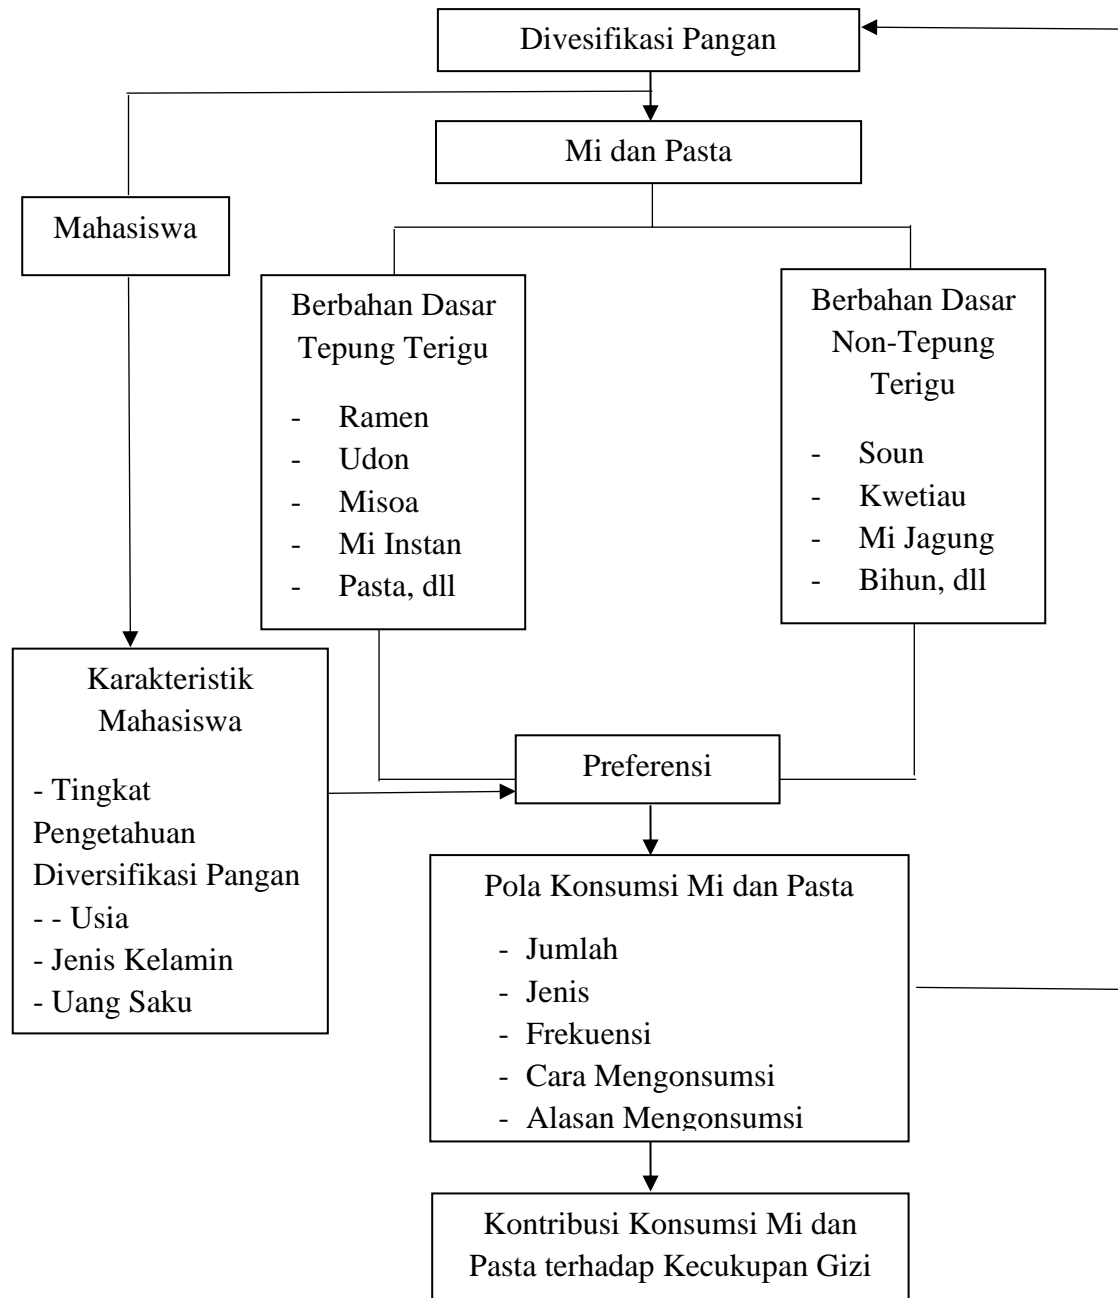 Divesifikasi Pangan
Mi dan Pasta
Mahasiswa
Berbahan Dasar
Tepung Terigu
- Ramen
- Udon
- Misoa
- Mi Instan
- Pasta, dll
Berbahan Dasar
Non-Tepung
Terigu
- Soun
- Kwetiau
- Mi Jagung
- Bihun, dll
Karakteristik
Mahasiswa
- Tingkat
Pengetahuan
Diversifikasi Pangan
- - Usia
- Jenis Kelamin
- Uang Saku
Preferensi
Pola Konsumsi Mi dan Pasta
- Jumlah
- Jenis
- Frekuensi
- Cara Mengonsumsi
- Alasan Mengonsumsi
Kontribusi Konsumsi Mi dan
Pasta terhadap Kecukupan Gizi